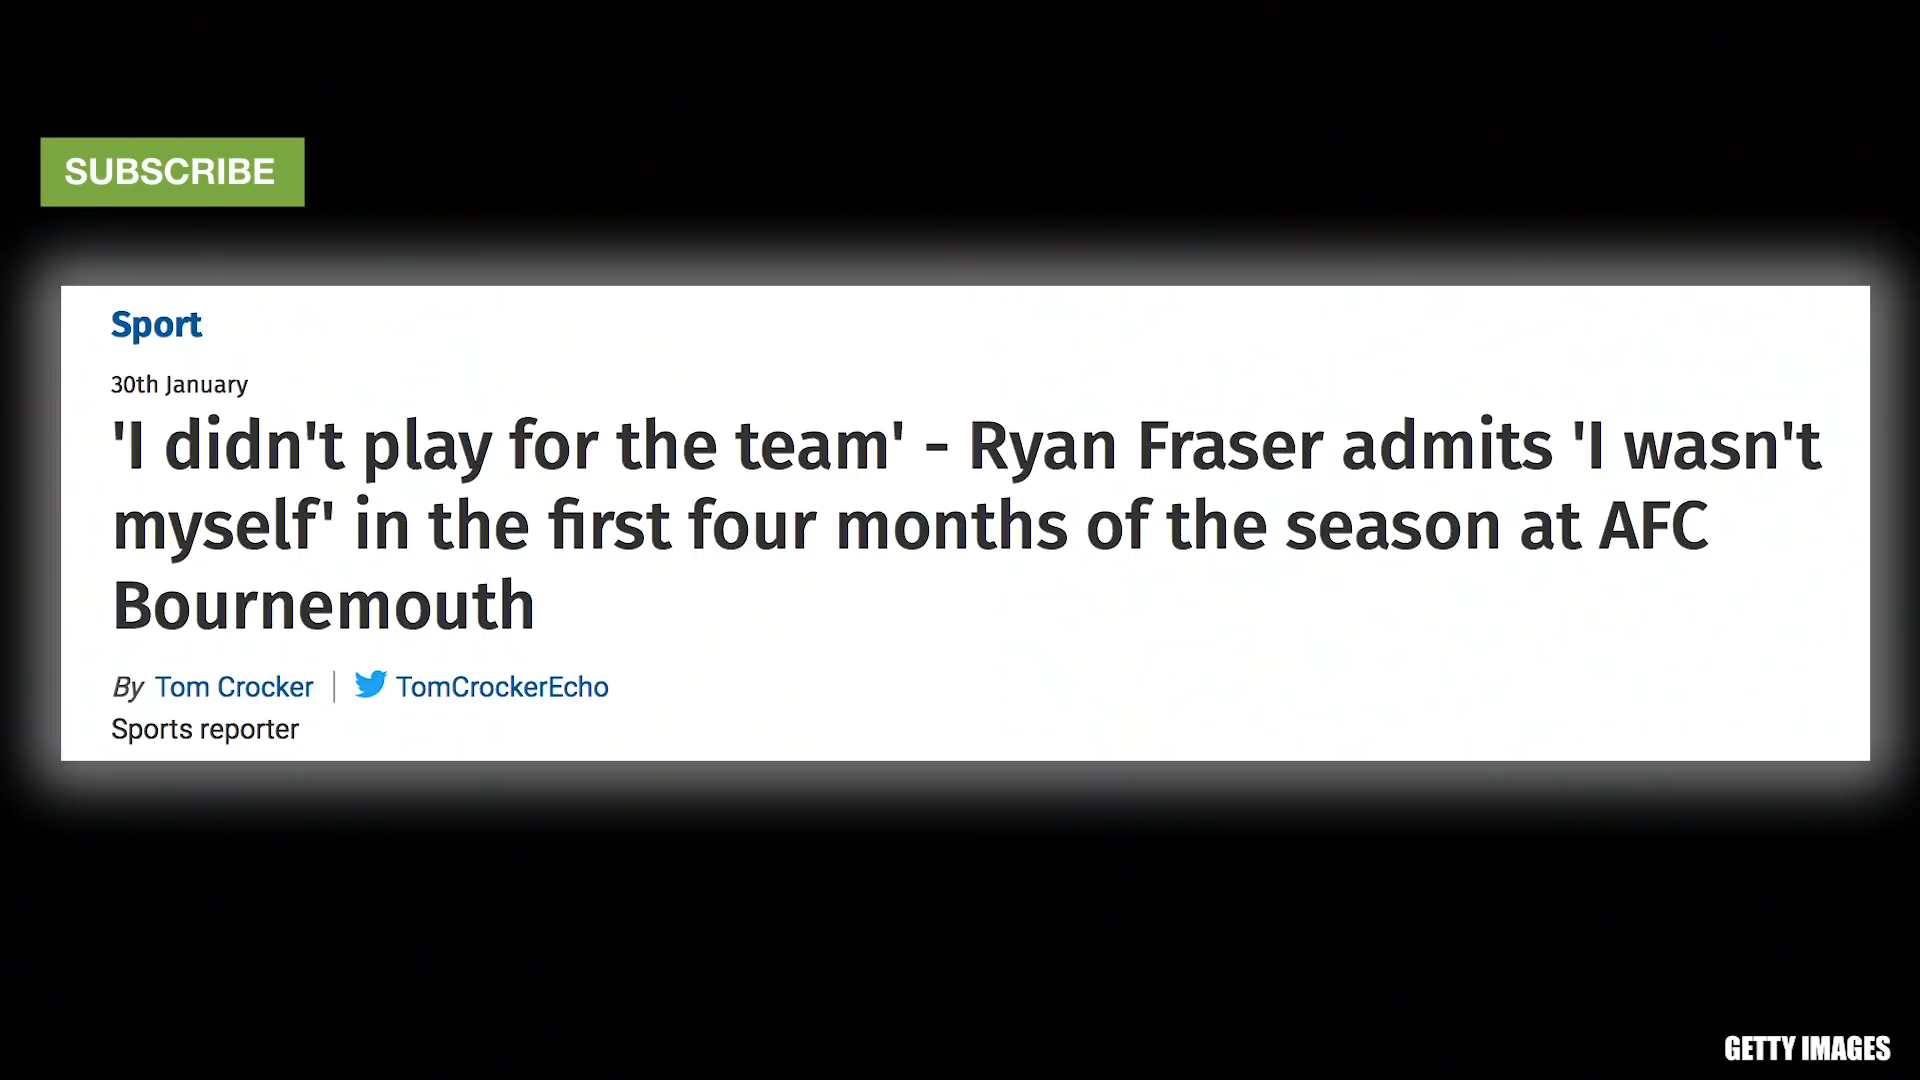 SUBSCRIBE
Sport
30th January
'I didn't play for the team' - Ryan Fraser admits 'I wasn't
myself' in the first four months of the season at AFC
Bournemouth
By Tom Crocker | TomCrockerEcho
Sports reporter
GETTY IMAGES